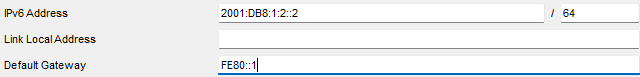 IPv6 Address 2001:DB8:1:2::2 / 64
Link Local Address
Default Gateway FE80::1